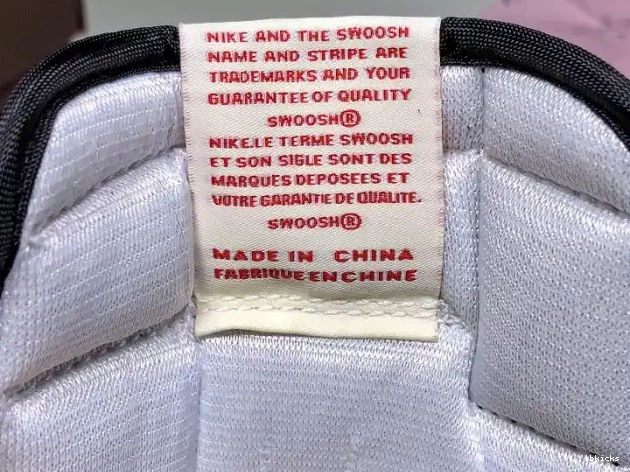 NIKE AND THE SWOOSH
NAME AND STRIPE ARE
TRADEMARKS AND YOUR
GUARANTEE OF QUALITY
SWOOSH®
NIKE.LE TERME SWOOSH
ET SON SIGLE SONT DES
MARQUES DEPOSEES ET
VOTRE GARANTIE DE QUALITE.
SWOOSH®
MADE IN CHINA
FABRIQUE EN CHINE